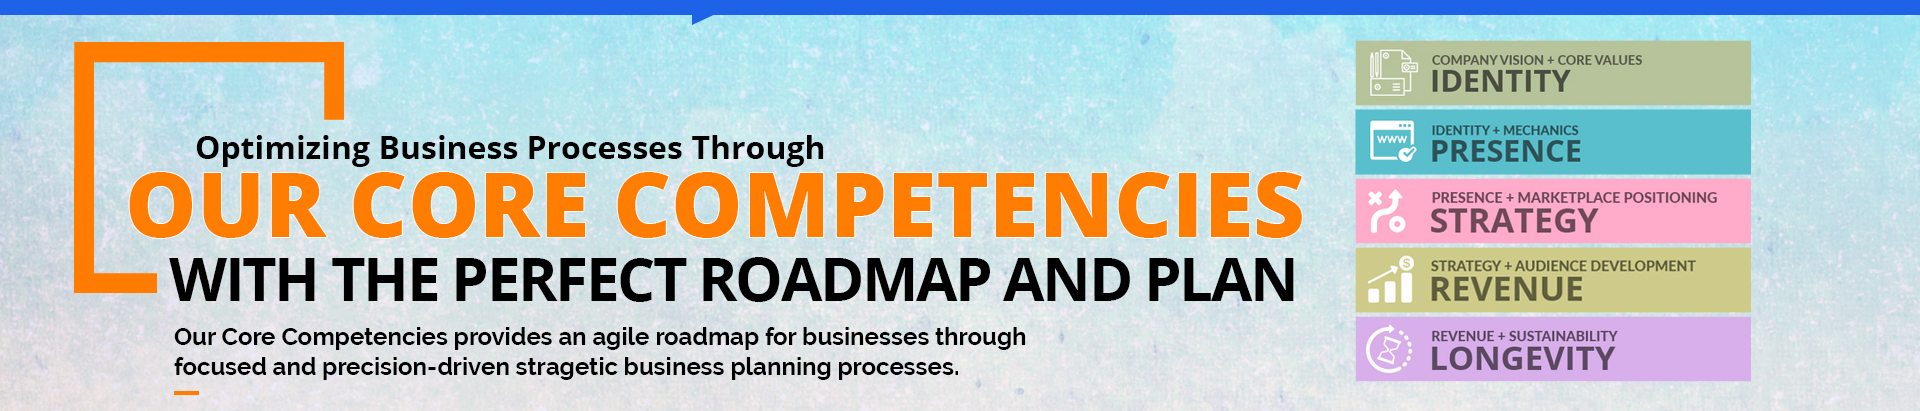 Optimizing Business Processes Through
OUR CORE COMPETENCIES
WITH THE PERFECT ROADMAP AND PLAN
Our Core Competencies provides an agile roadmap for businesses through
focused and precision-driven stragetic business planning processes.
COMPANY VISION + CORE VALUES
IDENTITY
WWW
IDENTITY + MECHANICS
PRESENCE
PRESENCE + MARKETPLACE POSITIONING
STRATEGY
$
STRATEGY + AUDIENCE DEVELOPMENT
REVENUE
REVENUE + SUSTAINABILITY
LONGEVITY